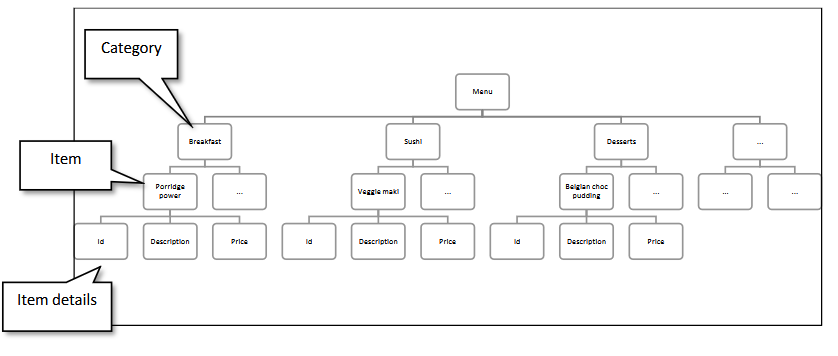 Category
Menu
Breakfast
Sushi
Desserts
...
Item
Porridge
power
...
Veggie maki
...
Belgian choc
pudding
...
...
...
Id
Description
Price
Id
Description
Price
Id
Description
Price
Item details